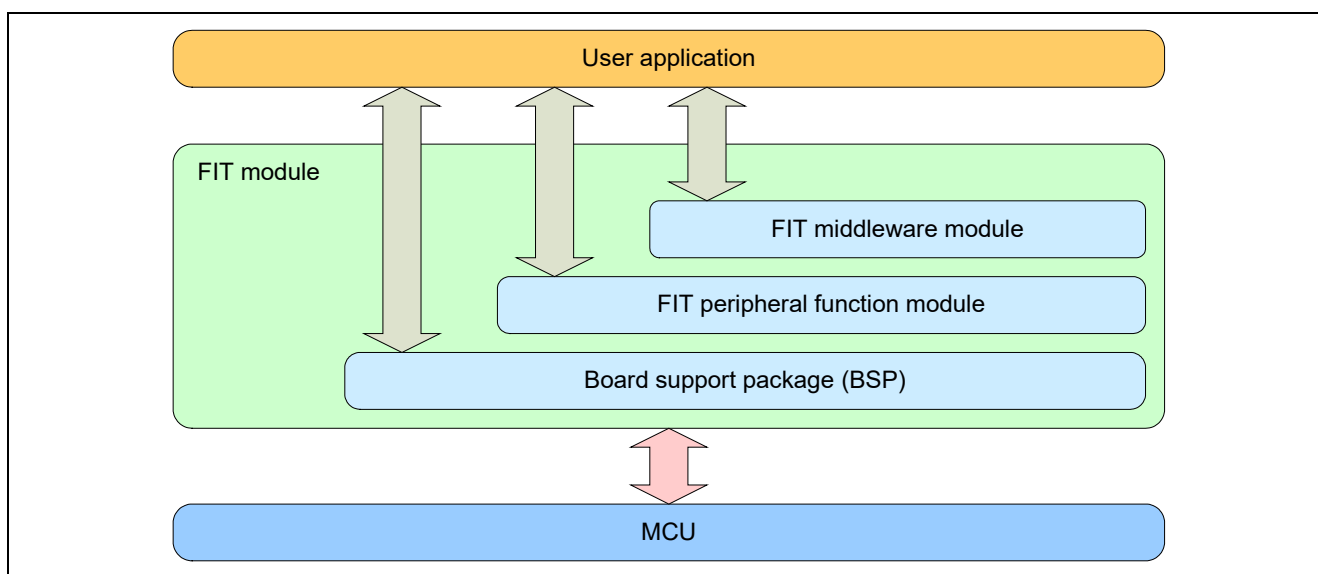 User application
FIT module
FIT middleware module
FIT peripheral function module
Board support package (BSP)
MCU